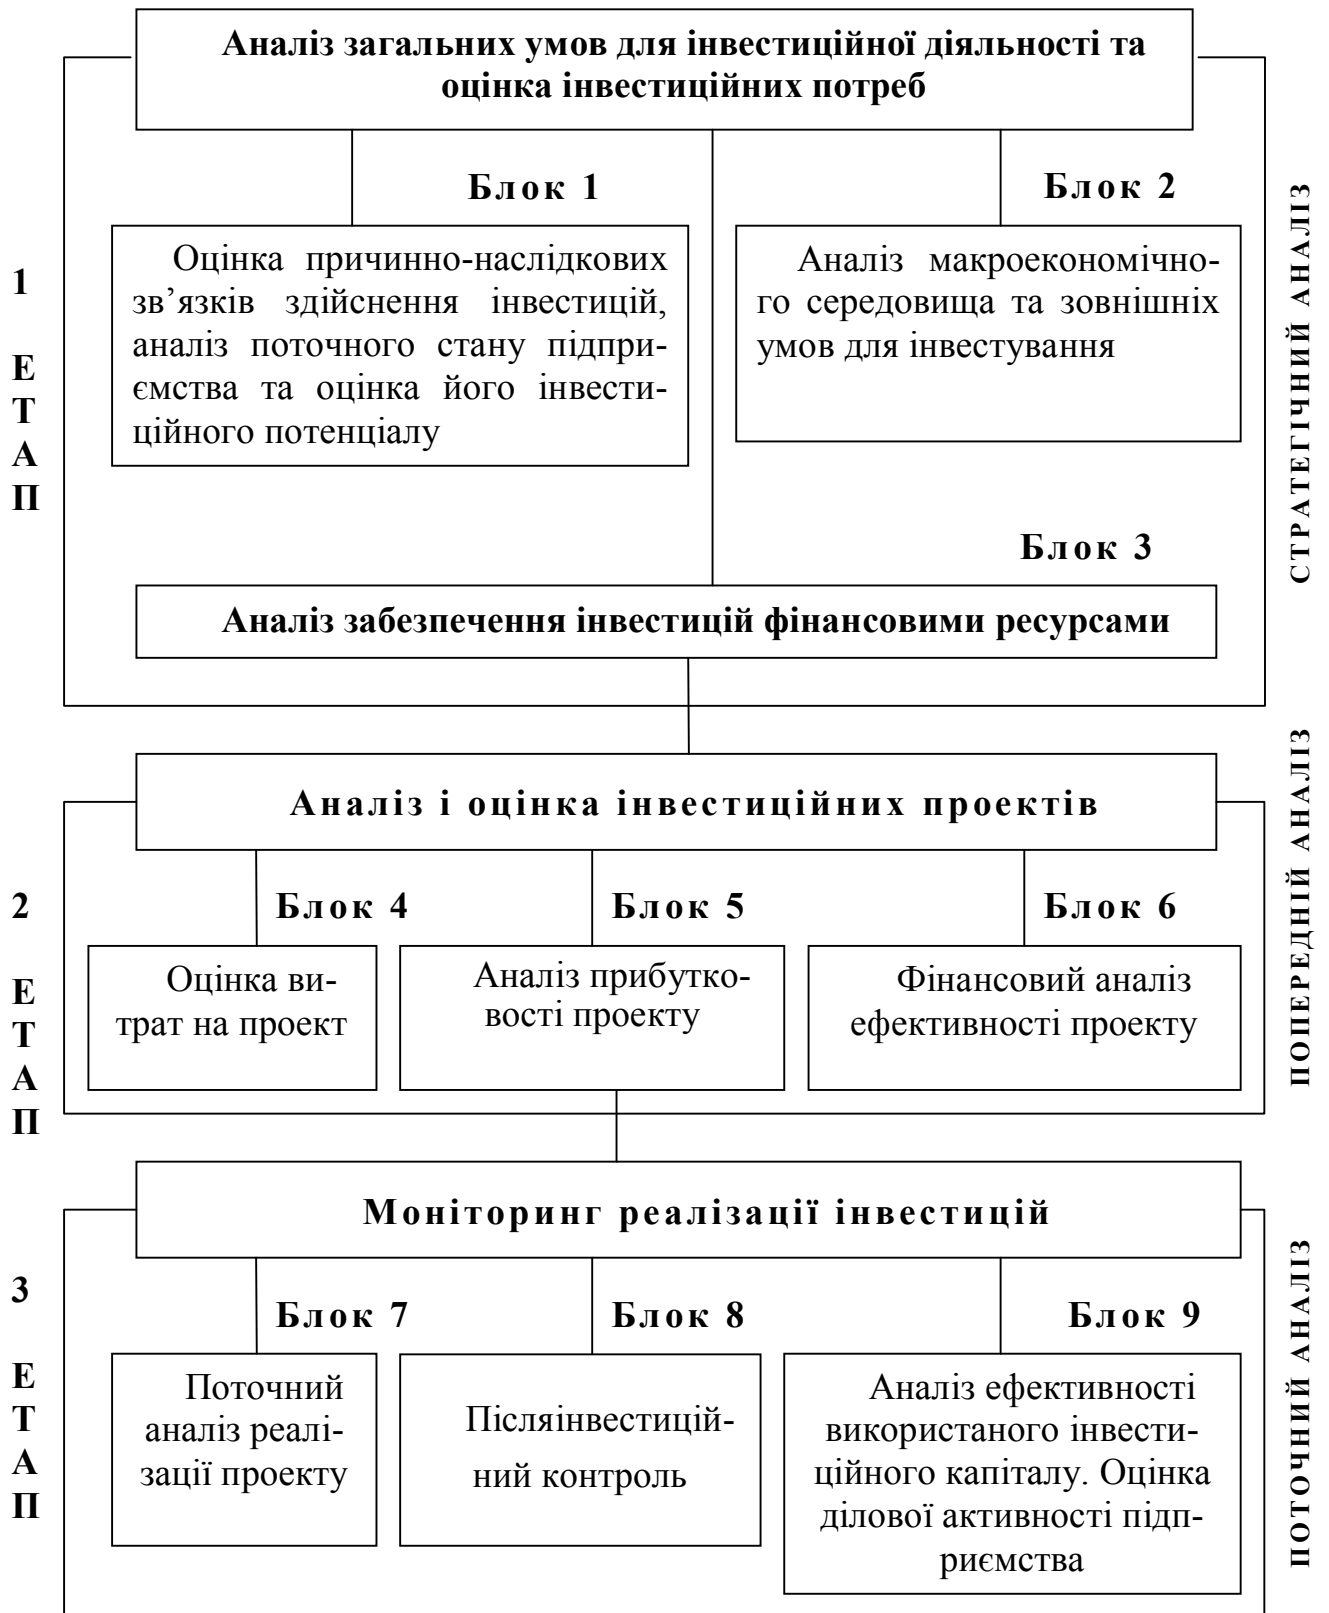 Аналіз загальних умов для інвестиційної діяльності та
оцінка інвестиційних потреб
Блок 1
Блок 2
Оцінка причинно-наслідкових
зв’язків здійснення інвестицій,
аналіз поточного стану підпри-
ємства та оцінка його інвести-
ційного потенціалу
Аналіз макроекономічно-
го середовища та зовнішніх
умов для інвестування
1
Е
Т
А
П
СТРАТЕГІЧНИЙ АНАЛІЗ
Блок 3
Аналіз забезпечення інвестицій фінансовими ресурсами
Аналіз і оцінка інвестиційних проектів
2
Е
Т
А
П
ПОПЕРЕДНІЙ АНАЛІЗ
Блок 4
Блок 5
Блок 6
Оцінка ви-
трат на проект
Аналіз прибутко-
вості проекту
Фінансовий аналіз
ефективності проекту
Моніторинг реалізації інвестицій
3
Е
Т
А
П
ПОТОЧНИЙ АНАЛІЗ
Блок 7
Блок 8
Блок 9
Поточний
аналіз реалі-
зації проекту
Післяінвестицій-
ний контроль
Аналіз ефективності
використаного інвести-
ційного капіталу. Оцінка
ділової активності підп-
риємства